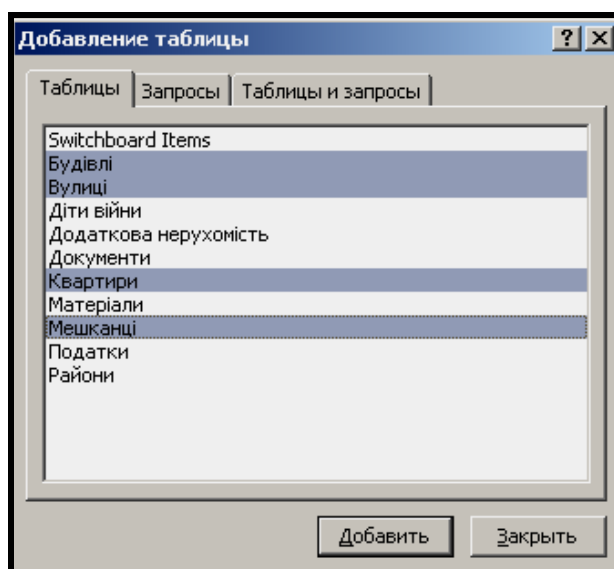 Добавление таблицы
Таблицы Запросы Таблицы и запросы
Switchboard Items
Будівлі
Вулиці
Діти війни
Додаткова нерухомість
Документи
Квартири
Матеріали
Мешканці
Податки
Райони
Добавить Закрыть